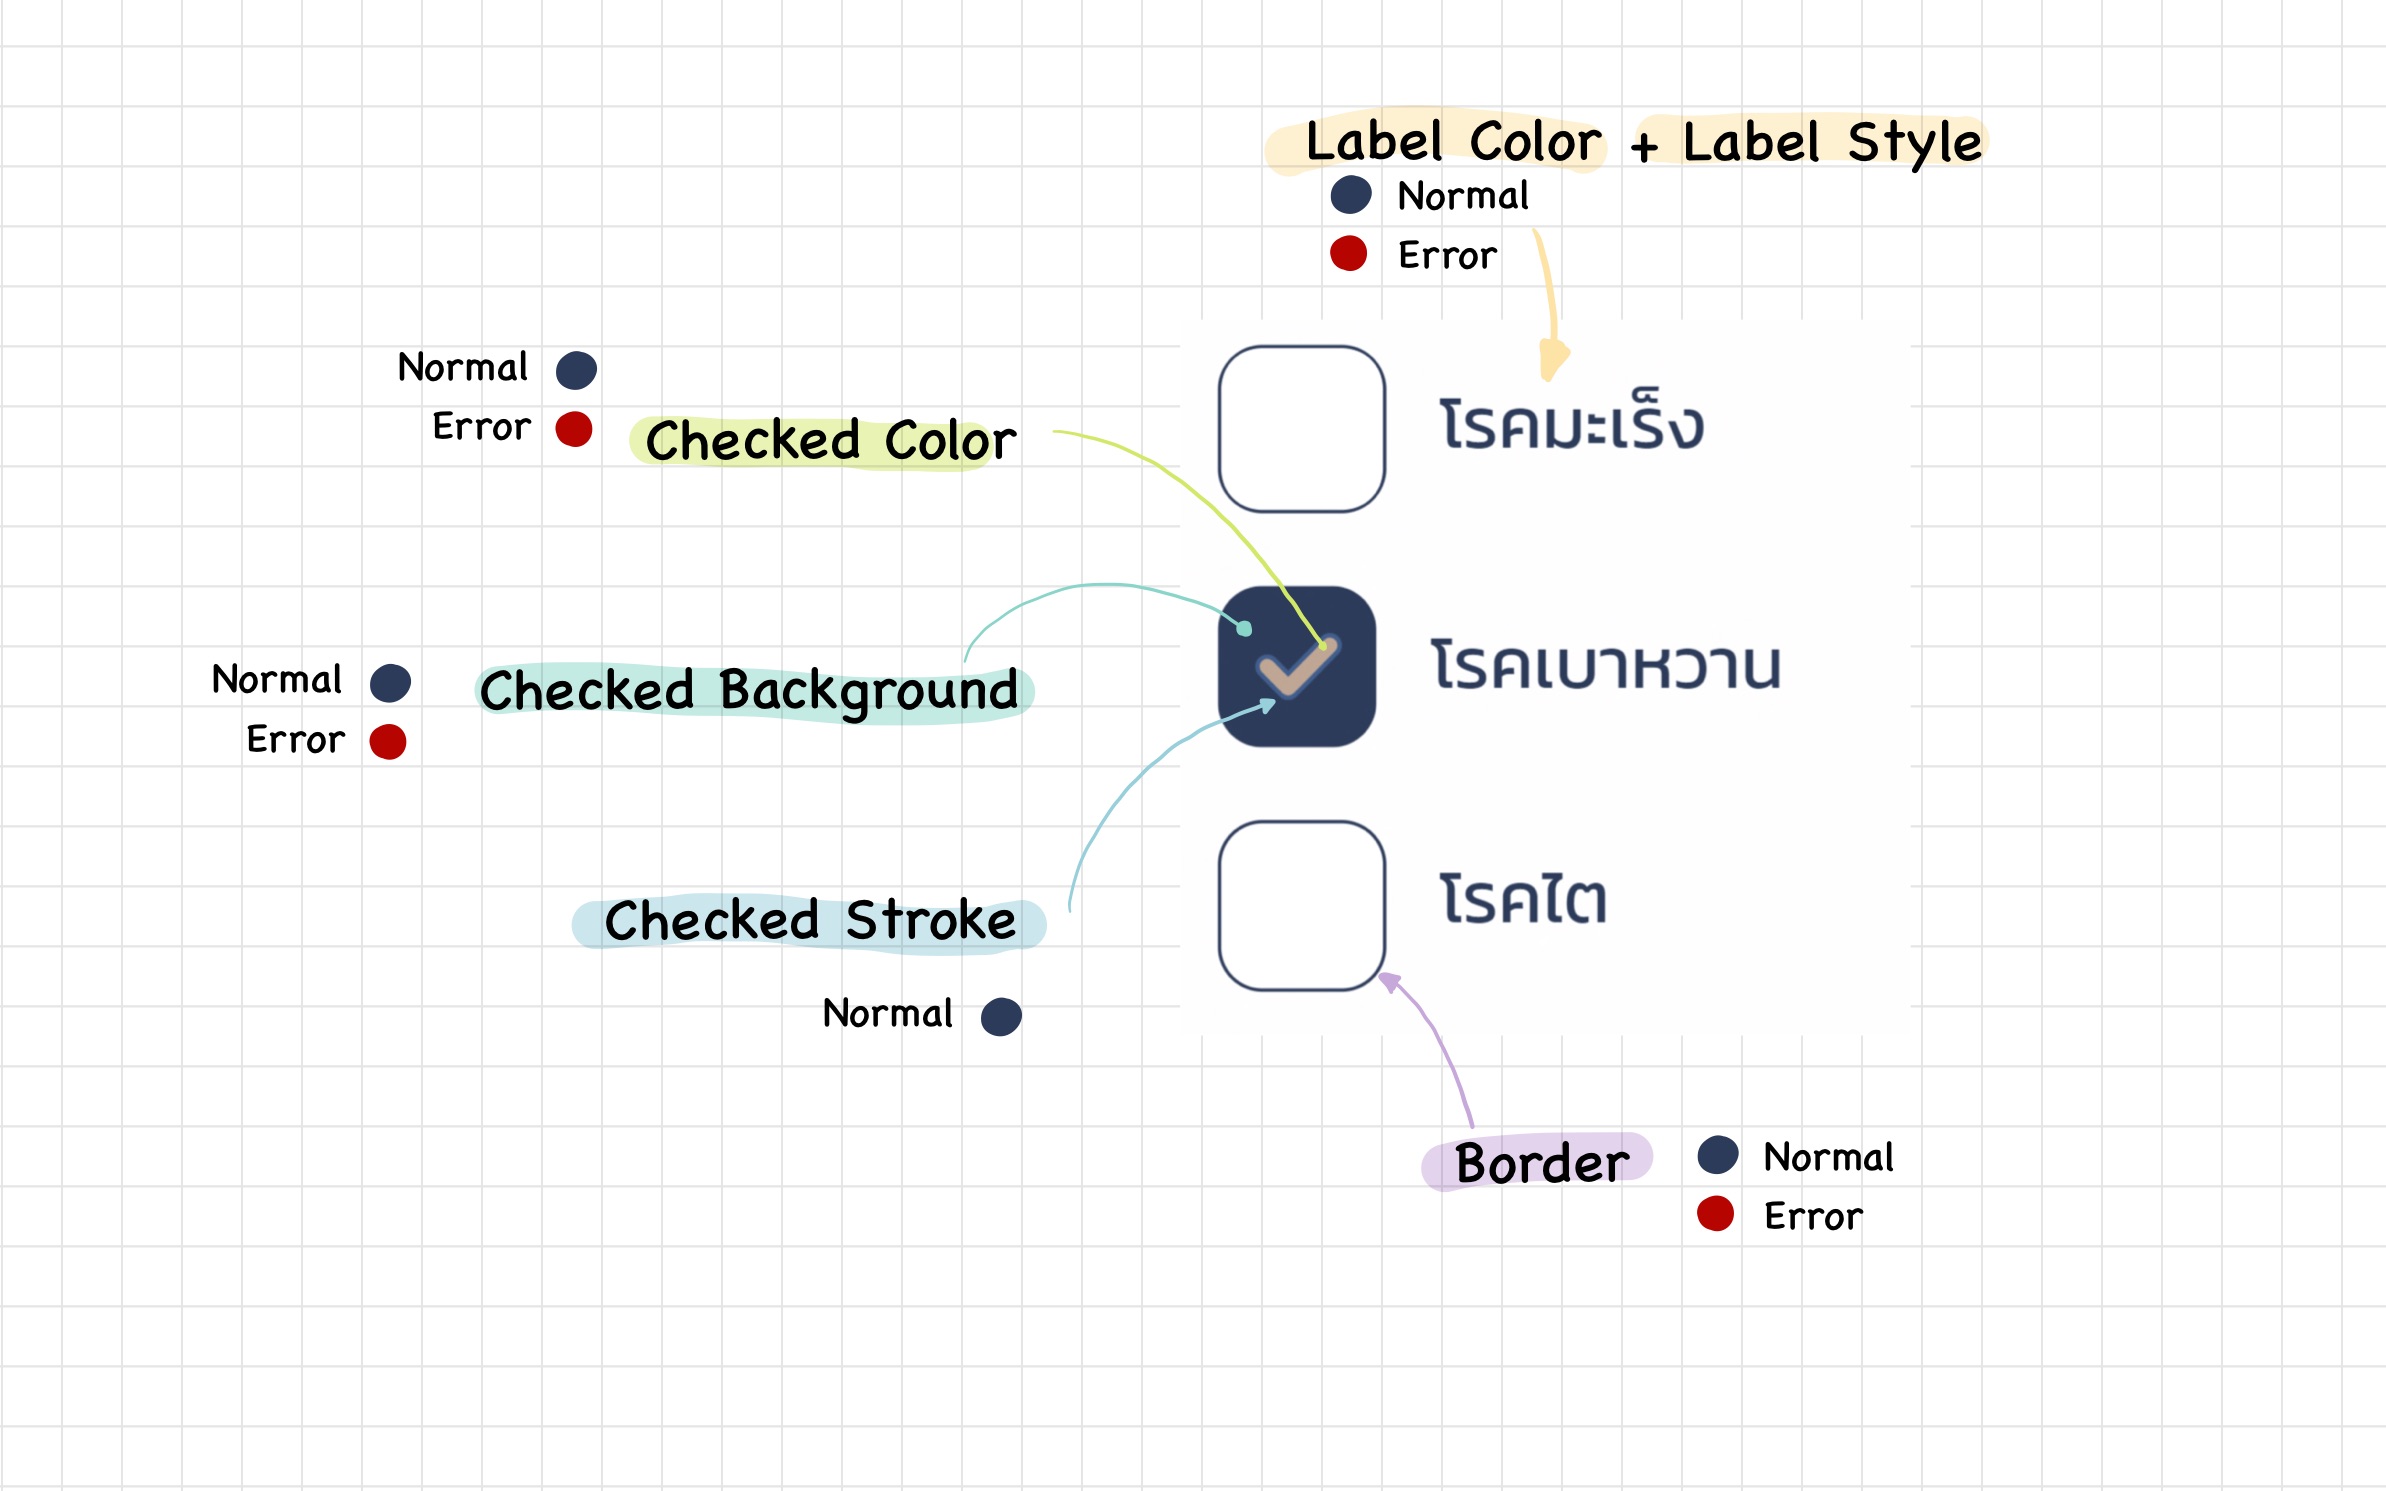 Label Color + Label Style
Normal
Error
Normal
Error
Checked Color
โรคมะเร็ง
Normal
Error
Checked Background
โรคเบาหวาน
Checked Stroke
Normal
โรคไต
Border
Normal
Error